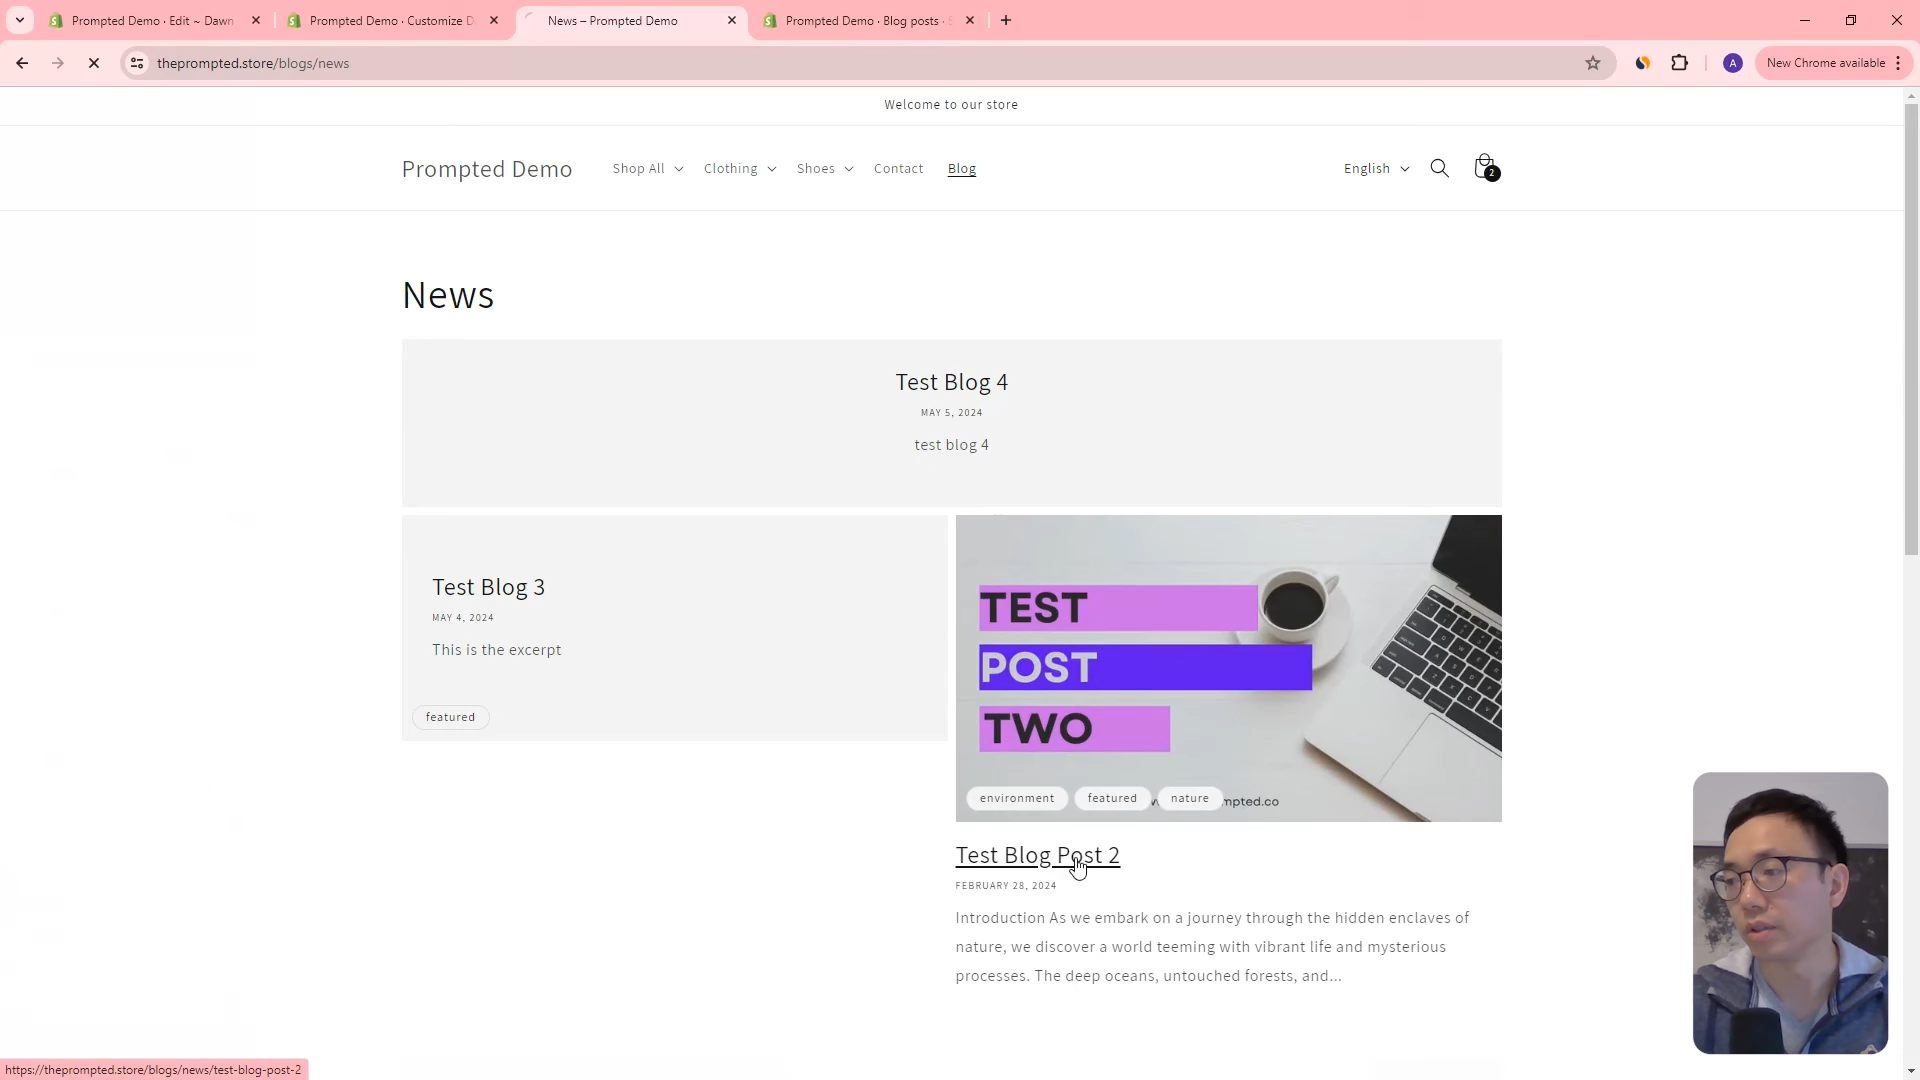 Prompted Demo · Edit ~ Dawn
Prompted Demo · Customize D
News – Prompted Demo
Prompted Demo · Blog posts ·
theprompted.store/blogs/news
A
New Chrome available
Welcome to our store
Prompted Demo
Shop All
Clothing
Shoes
Contact
Blog
English
2
News
Test Blog 4
MAY 5, 2024
test blog 4
Test Blog 3
MAY 4, 2024
This is the excerpt
featured
TEST
POST
TWO
environment
featured
nature
mpted.co
Test Blog Post 2
FEBRUARY 28, 2024
Introduction As we embark on a journey through the hidden enclaves of
nature, we discover a world teeming with vibrant life and mysterious
processes. The deep oceans, untouched forests, and...
https://theprompted.store/blogs/news/test-blog-post-2